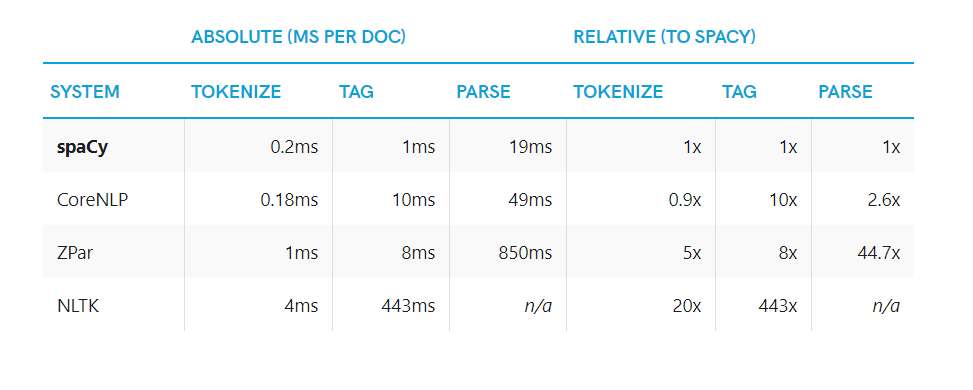 ABSOLUTE (MS PER DOC) RELATIVE (TO SPACY)
SYSTEM TOKENIZE TAG PARSE TOKENIZE TAG PARSE
spaCy 0.2ms 1ms 19ms 1x 1x 1x
CoreNLP 0.18ms 10ms 49ms 0.9x 10x 2.6x
ZPar 1ms 8ms 850ms 5x 8x 44.7x
NLTK 4ms 443ms n/a 20x 443x n/a